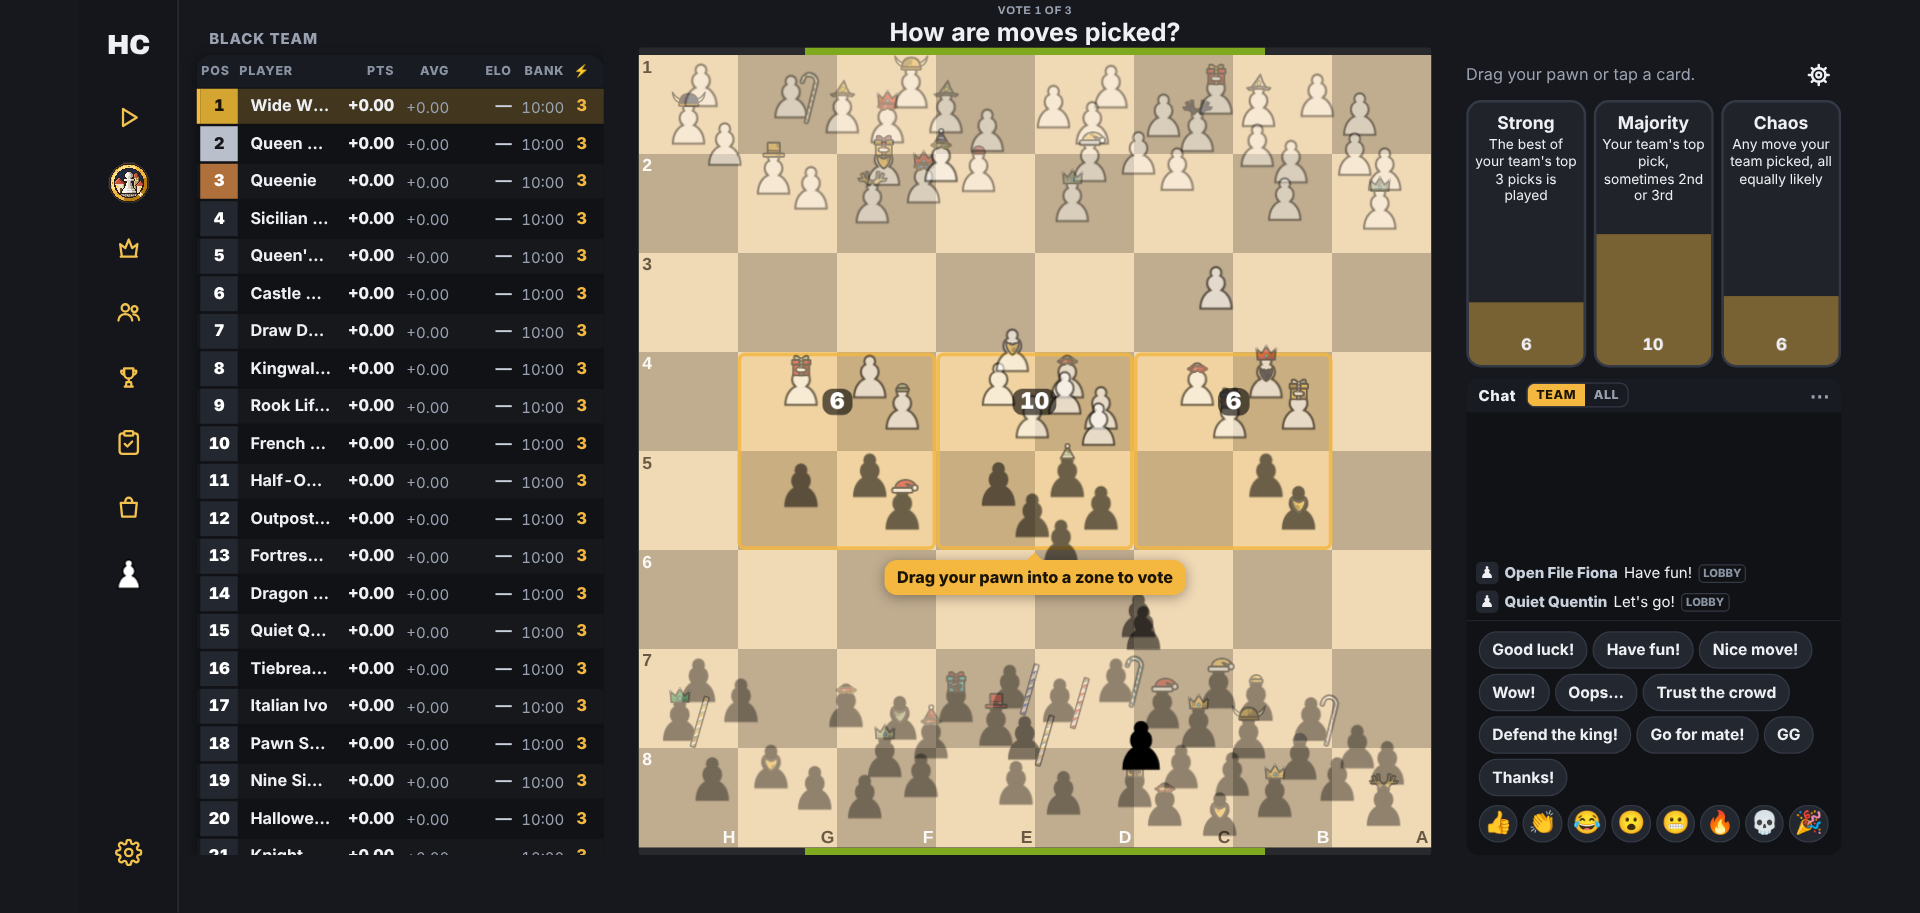 HC
BLACK TEAM
POS PLAYER PTS AVG ELO BANK ⚡
1 Wide W... +0.00 +0.00 — 10:00 3
2 Queen ... +0.00 +0.00 — 10:00 3
3 Queenie +0.00 +0.00 — 10:00 3
4 Sicilian ... +0.00 +0.00 — 10:00 3
5 Queen'... +0.00 +0.00 — 10:00 3
6 Castle ... +0.00 +0.00 — 10:00 3
7 Draw D... +0.00 +0.00 — 10:00 3
8 Kingwal... +0.00 +0.00 — 10:00 3
9 Rook Lif... +0.00 +0.00 — 10:00 3
10 French ... +0.00 +0.00 — 10:00 3
11 Half-O... +0.00 +0.00 — 10:00 3
12 Outpost... +0.00 +0.00 — 10:00 3
13 Fortres... +0.00 +0.00 — 10:00 3
14 Dragon ... +0.00 +0.00 — 10:00 3
15 Quiet Q... +0.00 +0.00 — 10:00 3
16 Tiebrea... +0.00 +0.00 — 10:00 3
17 Italian Ivo +0.00 +0.00 — 10:00 3
18 Pawn S... +0.00 +0.00 — 10:00 3
19 Nine Si... +0.00 +0.00 — 10:00 3
20 Hallowe... +0.00 +0.00 — 10:00 3
21 Knight +0.00 +0.00 — 10:00 3
VOTE 1 OF 3
How are moves picked?
1
2
3
4
6 10 6
5
Drag your pawn into a zone to vote
6
7
8
H G F E D C B A
Drag your pawn or tap a card.
Strong
The best of
your team's top
3 picks is
played
6
Majority
Your team's top
pick,
sometimes 2nd
or 3rd
10
Chaos
Any move your
team picked, all
equally likely
6
Chat TEAM ALL ...
Open File Fiona Have fun! LOBBY
Quiet Quentin Let's go! LOBBY
Good luck! Have fun! Nice move!
Wow! Oops... Trust the crowd
Defend the king! Go for mate! GG
Thanks!